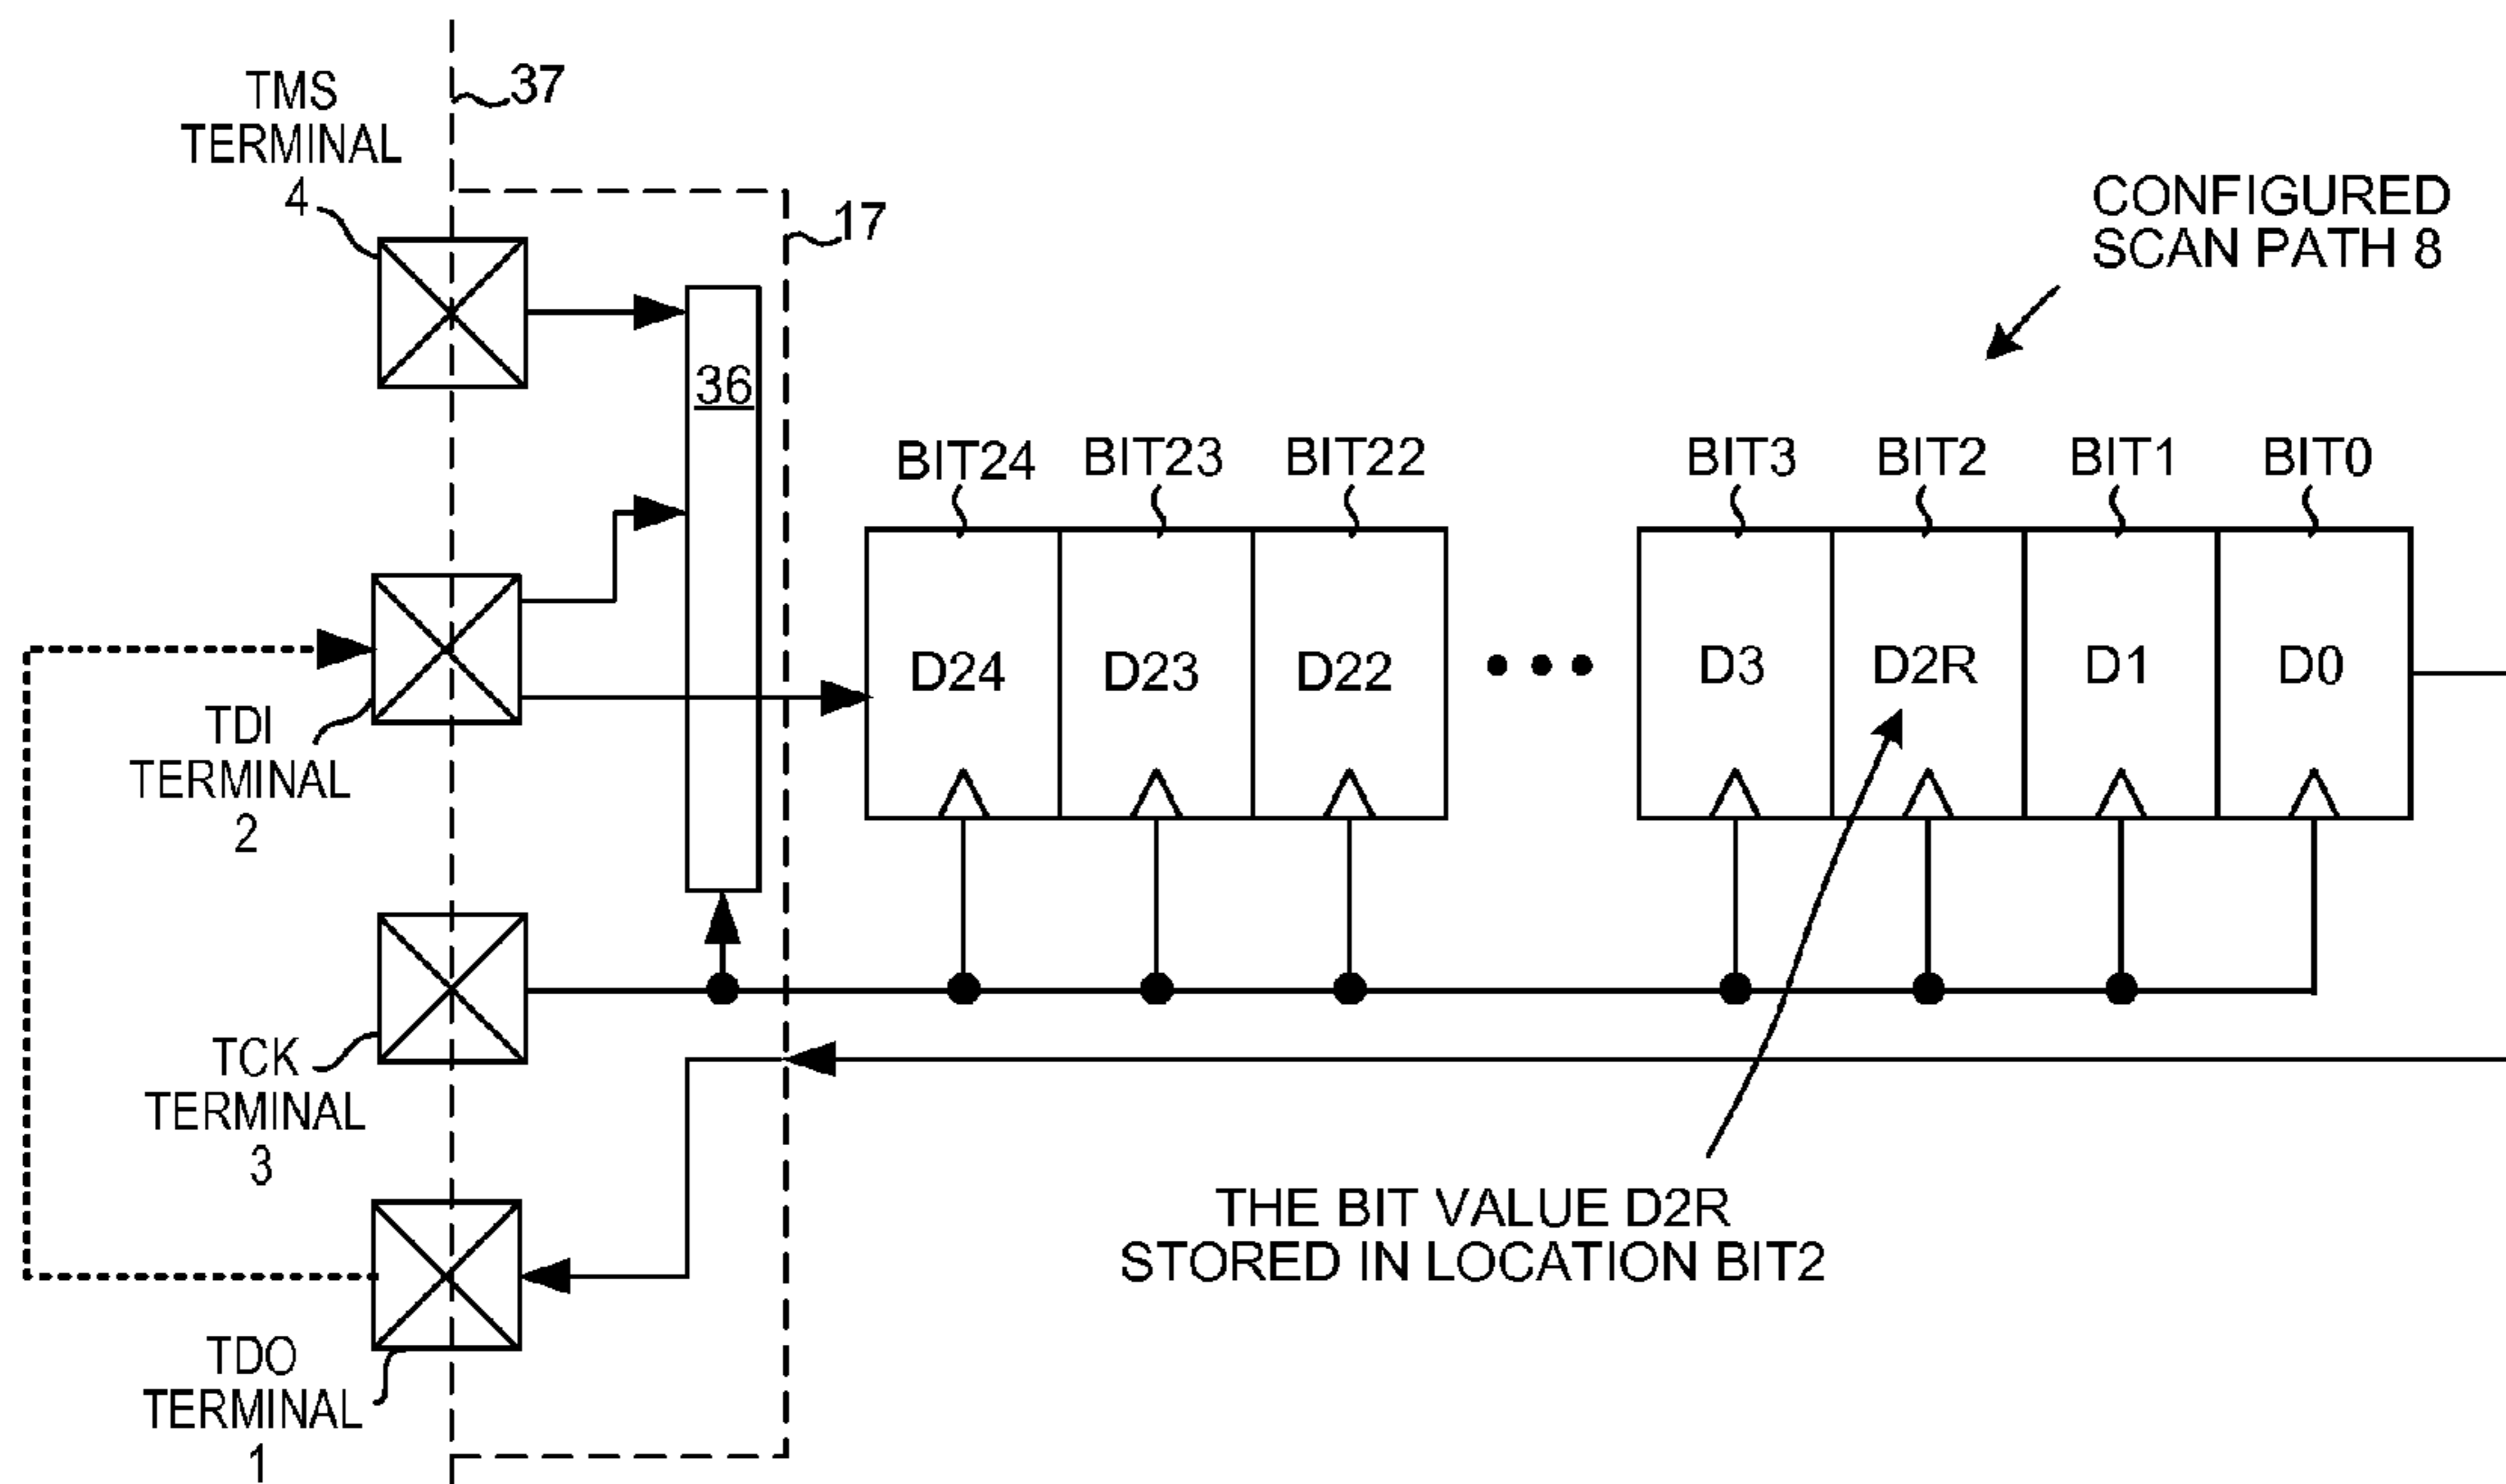 TMS
TERMINAL
4
37
17
CONFIGURED
SCAN PATH 8
36
BIT24
BIT23
BIT22
BIT3
BIT2
BIT1
BIT0
D24
D23
D22
D3
D2R
D1
D0
TDI
TERMINAL
2
TCK
TERMINAL
3
THE BIT VALUE D2R
STORED IN LOCATION BIT2
TDO
TERMINAL
1